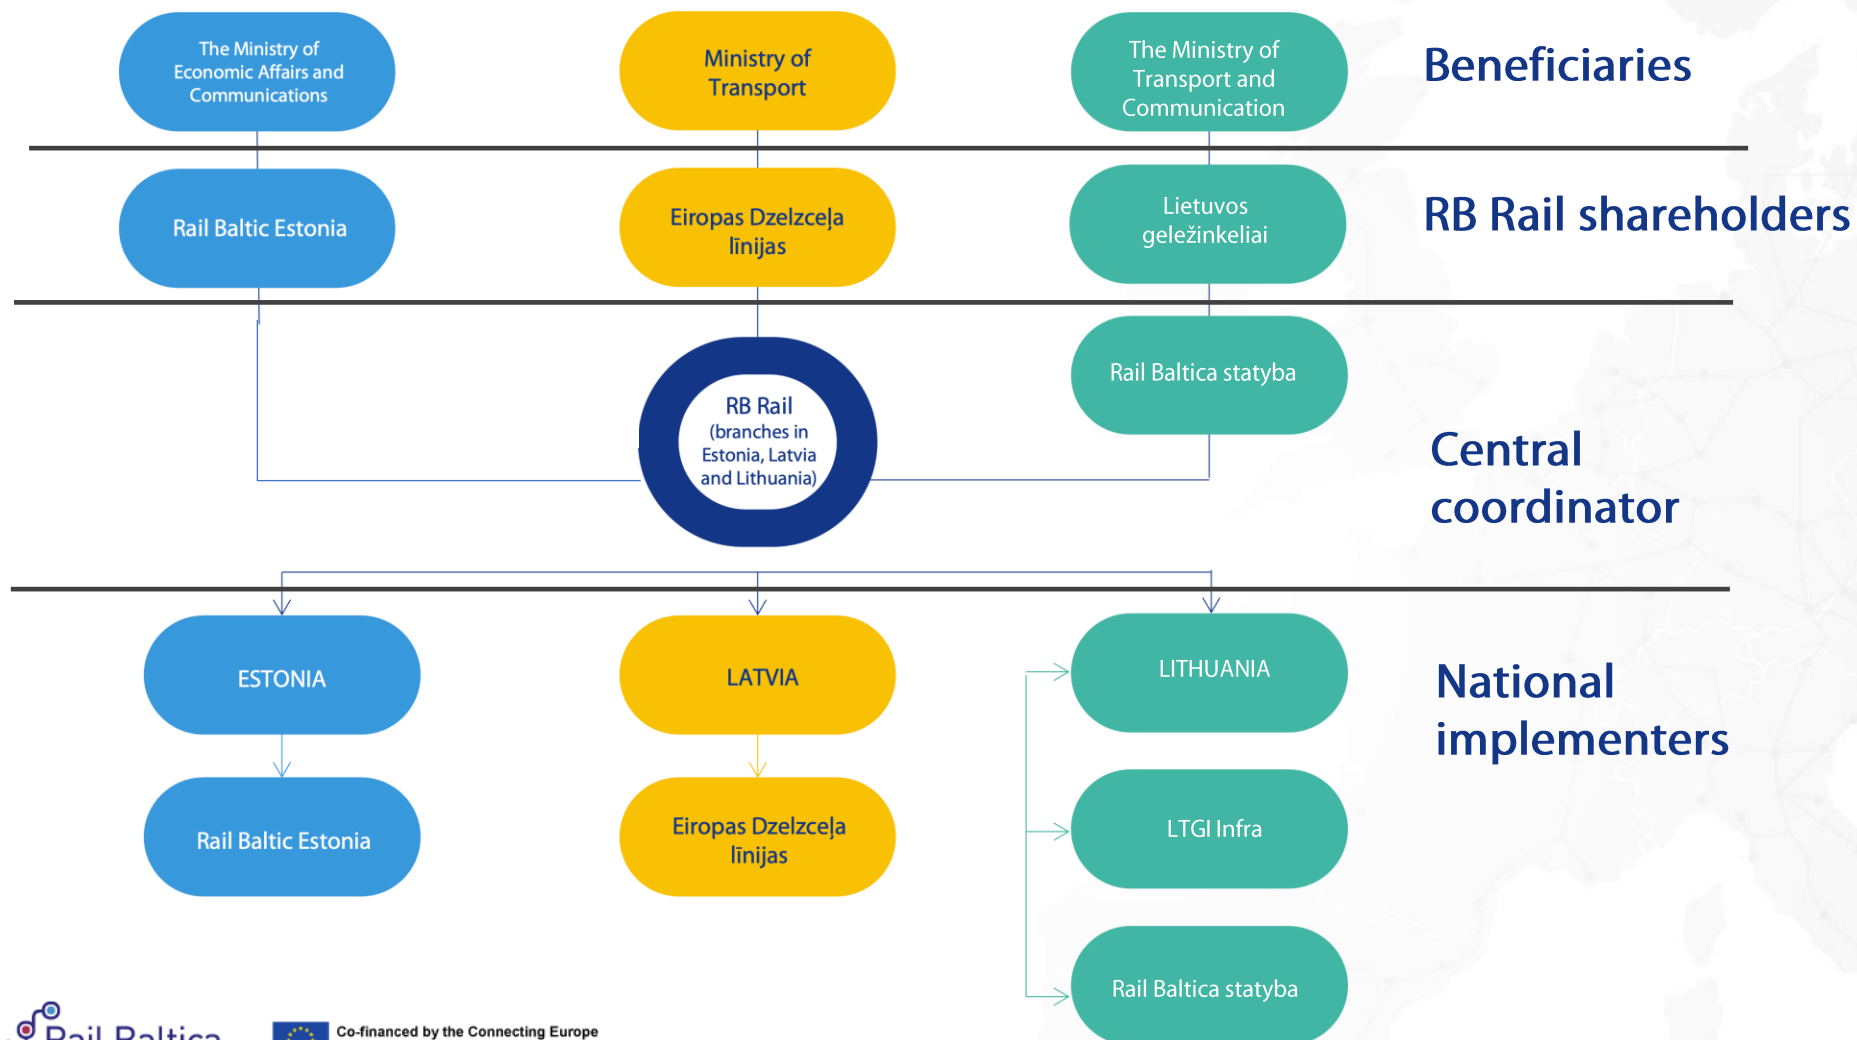 The Ministry of
Economic Affairs and
Communications
Ministry of
Transport
The Ministry of
Transport and
Communication
Beneficiaries
Rail Baltic Estonia
Eiropas Dzelzceļa
līnijas
Lietuvos
geležinkeliai
RB Rail shareholders
RB Rail
(branches in
Estonia, Latvia
and Lithuania)
Rail Baltica statyba
Central
coordinator
ESTONIA
LATVIA
LITHUANIA
National
implementers
Rail Baltic Estonia
Eiropas Dzelzceļa
līnijas
LTGI Infra
Rail Baltica statyba
Rail Baltica
Co-financed by the Connecting Europe